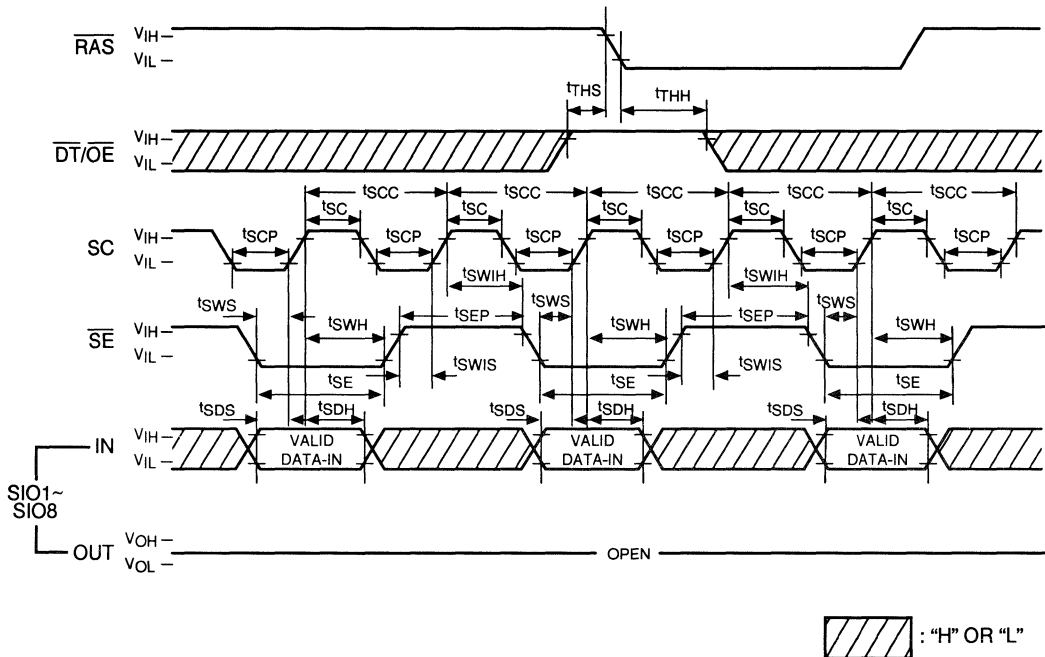 RAS
VIH
VIL
tTHS
tTHH
DT/OE
VIH
VIL
tSCC tSCC tSCC tSCC tSCC
tSC tSC tSC tSC tSC
SC
VIH
VIL
tSCP tSCP tSCP tSCP tSCP tSCP
tSWIH tSWIH
tSWS tSWS tSWS
SE
VIH
VIL
tSWH tSEP tSWH tSEP tSWH
tSE tSWIS tSE tSWIS tSE
tSDS tSDH tSDS tSDH tSDS tSDH
IN
VIH
VIL
VALID DATA-IN
VALID DATA-IN
VALID DATA-IN
SIO1~
SIO8
OUT
VOH
VOL
OPEN
: "H" OR "L"